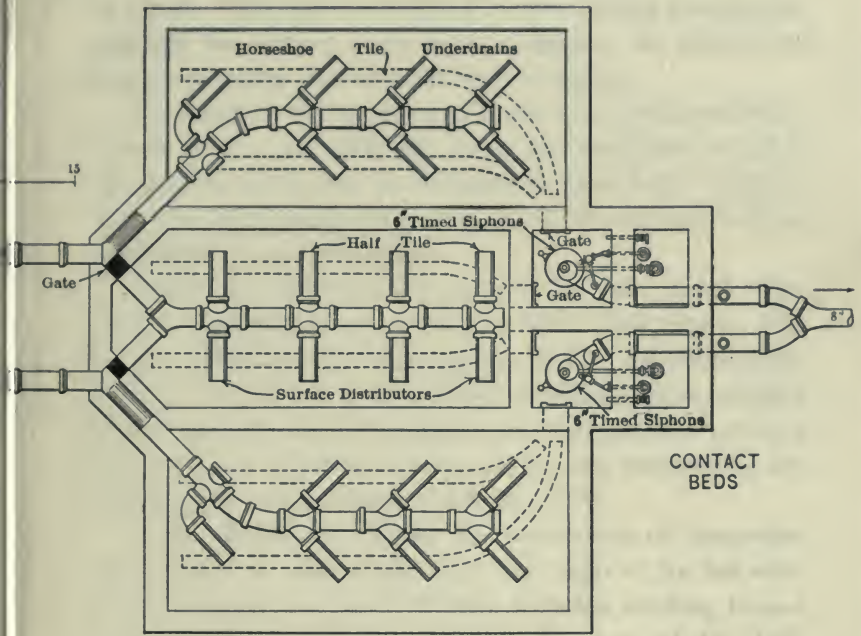 Horseshoe Tile Underdrains
15
6" Timed Siphons
Half Tile
Gate
Gate
Gate
8"
Surface Distributors
6" Timed Siphons
CONTACT
BEDS